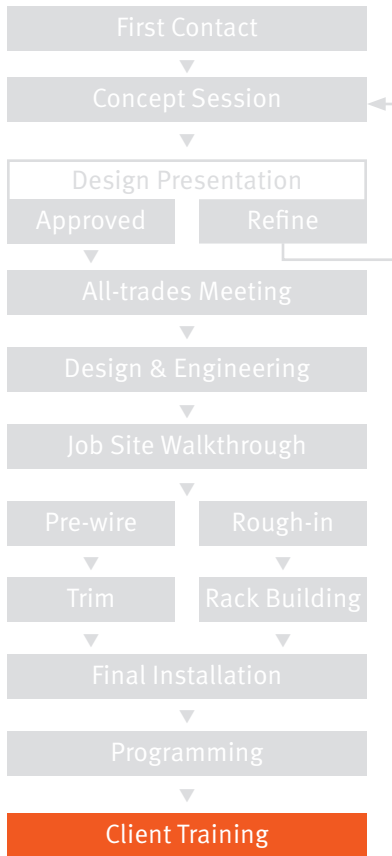 First Contact
Concept Session
Design Presentation
Approved Refine
All-trades Meeting
Design & Engineering
Job Site Walkthrough
Pre-wire Rough-in
Trim Rack Building
Final Installation
Programming
Client Training